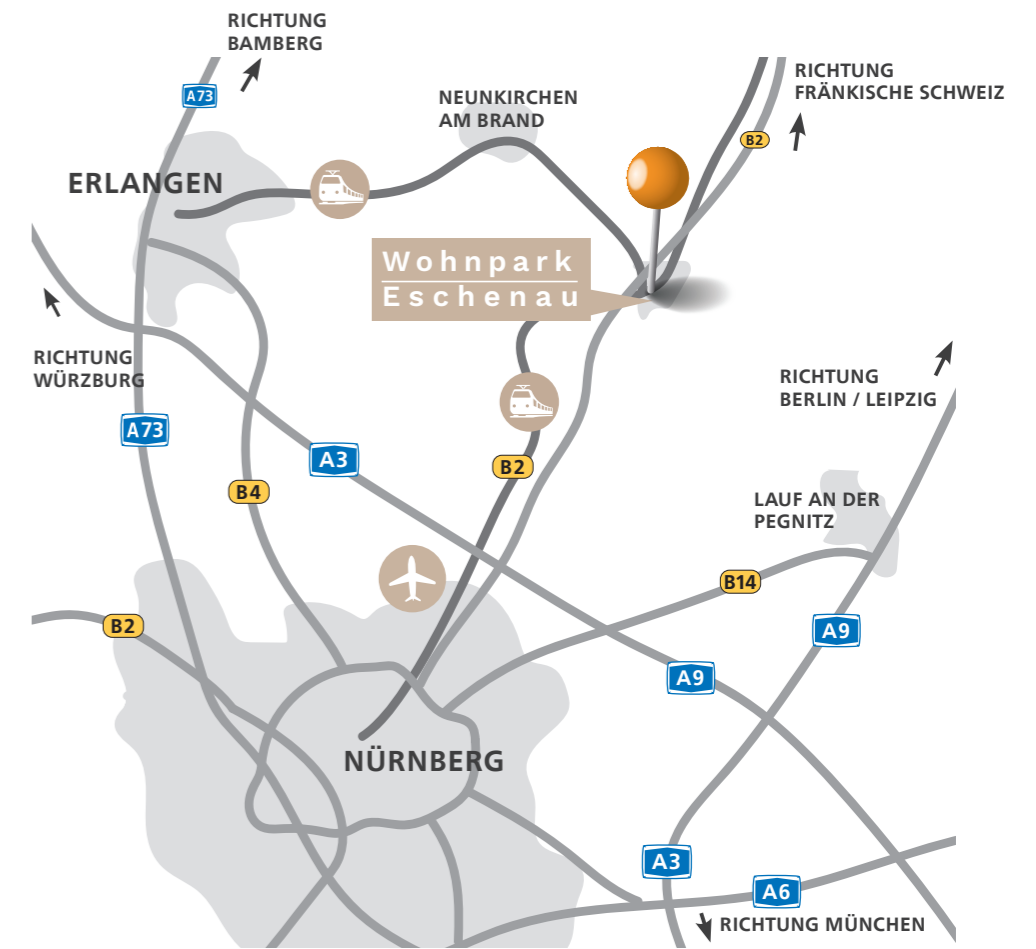 RICHTUNG
BAMBERG
A73
RICHTUNG
FRÄNKISCHE SCHWEIZ
NEUNKIRCHEN
AM BRAND
B2
ERLANGEN
Wohnpark
Eschenau
RICHTUNG
WÜRZBURG
RICHTUNG
BERLIN / LEIPZIG
A73
A3
B2
B4
LAUF AN DER
PEGNITZ
B14
B2
A9
A9
NÜRNBERG
A3
A6
RICHTUNG MÜNCHEN